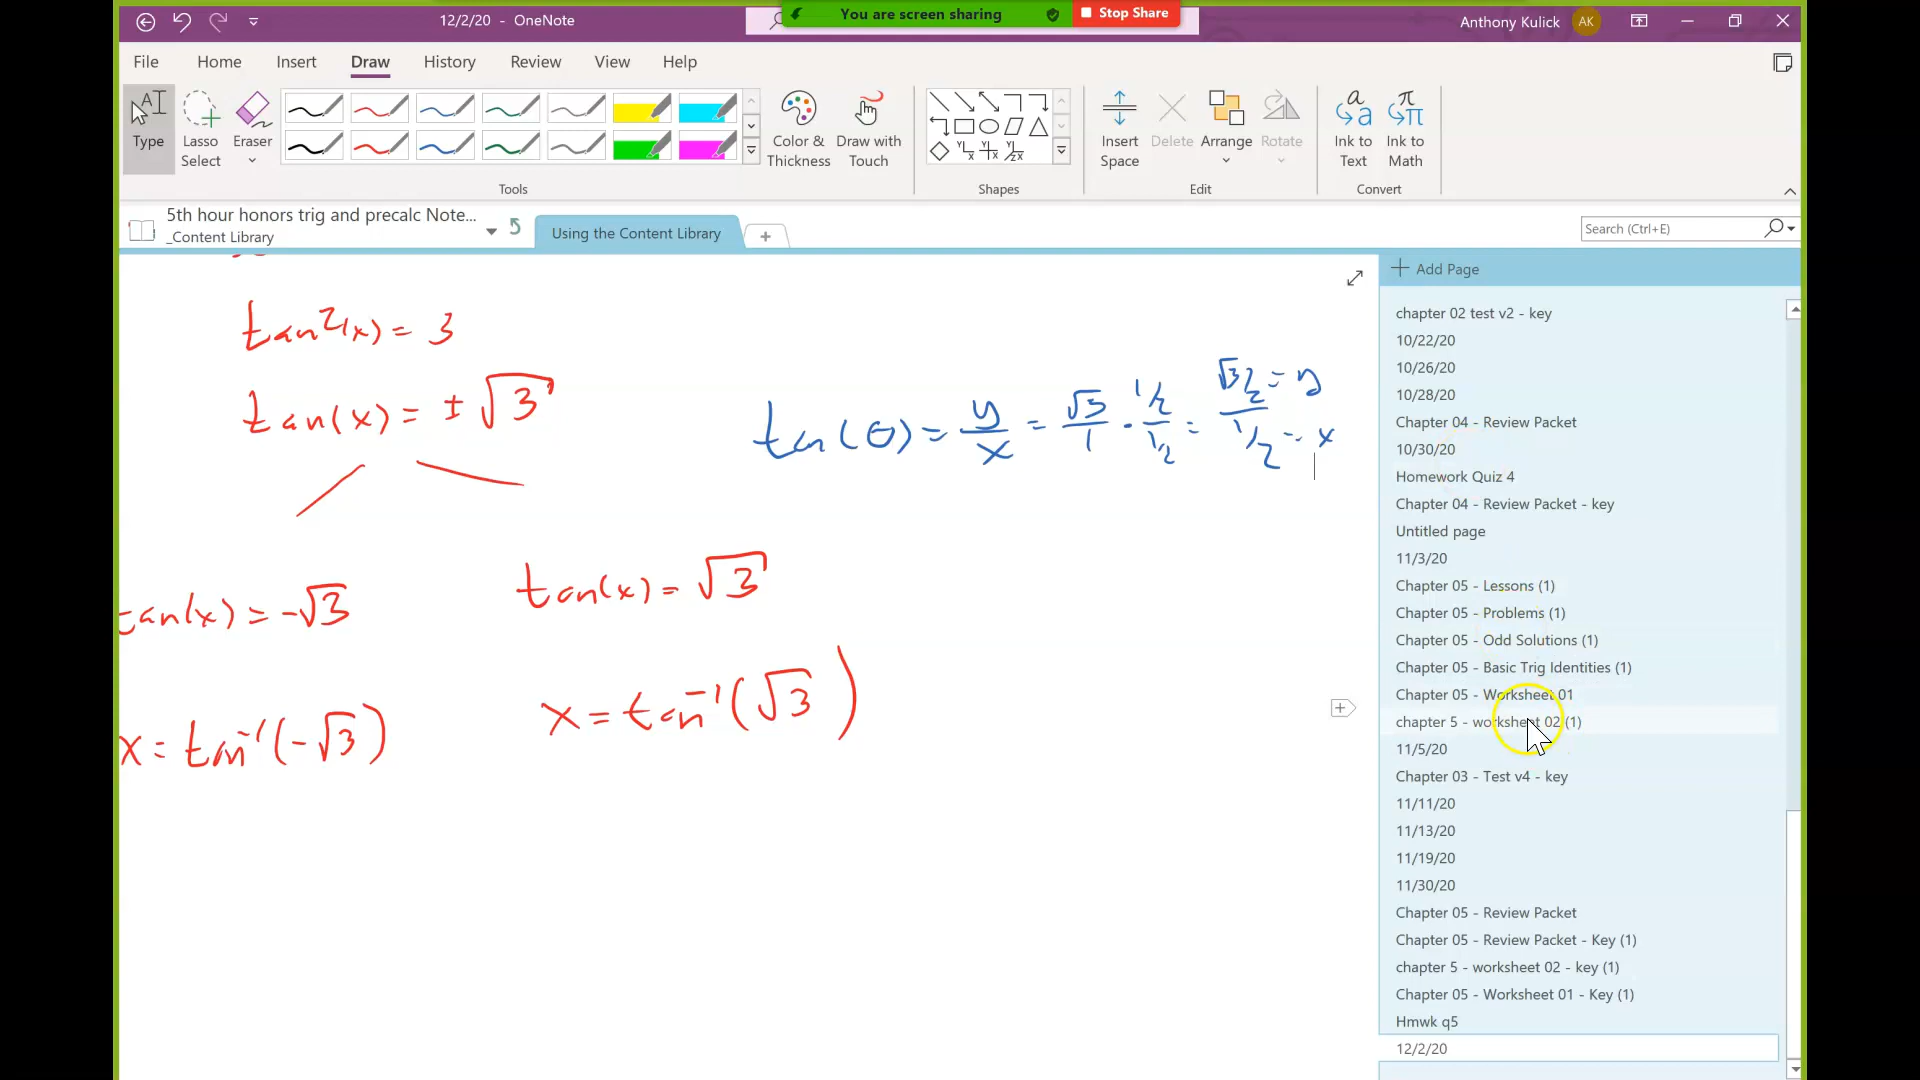 12/2/20 - OneNote
You are screen sharing
Stop Share
Anthony Kulick
AK
File Home Insert Draw History Review View Help
Type
Lasso Select
Eraser
Color & Thickness
Draw with Touch
Insert Space
Delete
Arrange
Rotate
Ink to Text
Ink to Math
Tools
Shapes
Edit
Convert
5th hour honors trig and precalc Note...
_Content Library
Using the Content Library
Search (Ctrl+E)
tan²(x) = 3
tan(x) = ± √3
tan(θ) = y/x = √3/1 · 1/2 / 1/2 = √3/2 = y / 1/2 = x
tan(x) = -√3
tan(x) = √3
x = tan⁻¹(-√3)
x = tan⁻¹(√3)
Add Page
chapter 02 test v2 - key
10/22/20
10/26/20
10/28/20
Chapter 04 - Review Packet
10/30/20
Homework Quiz 4
Chapter 04 - Review Packet - key
Untitled page
11/3/20
Chapter 05 - Lessons (1)
Chapter 05 - Problems (1)
Chapter 05 - Odd Solutions (1)
Chapter 05 - Basic Trig Identities (1)
Chapter 05 - Worksheet 01
chapter 5 - worksheet 02 (1)
11/5/20
Chapter 03 - Test v4 - key
11/11/20
11/13/20
11/19/20
11/30/20
Chapter 05 - Review Packet
Chapter 05 - Review Packet - Key (1)
chapter 5 - worksheet 02 - key (1)
Chapter 05 - Worksheet 01 - Key (1)
Hmwk q5
12/2/20